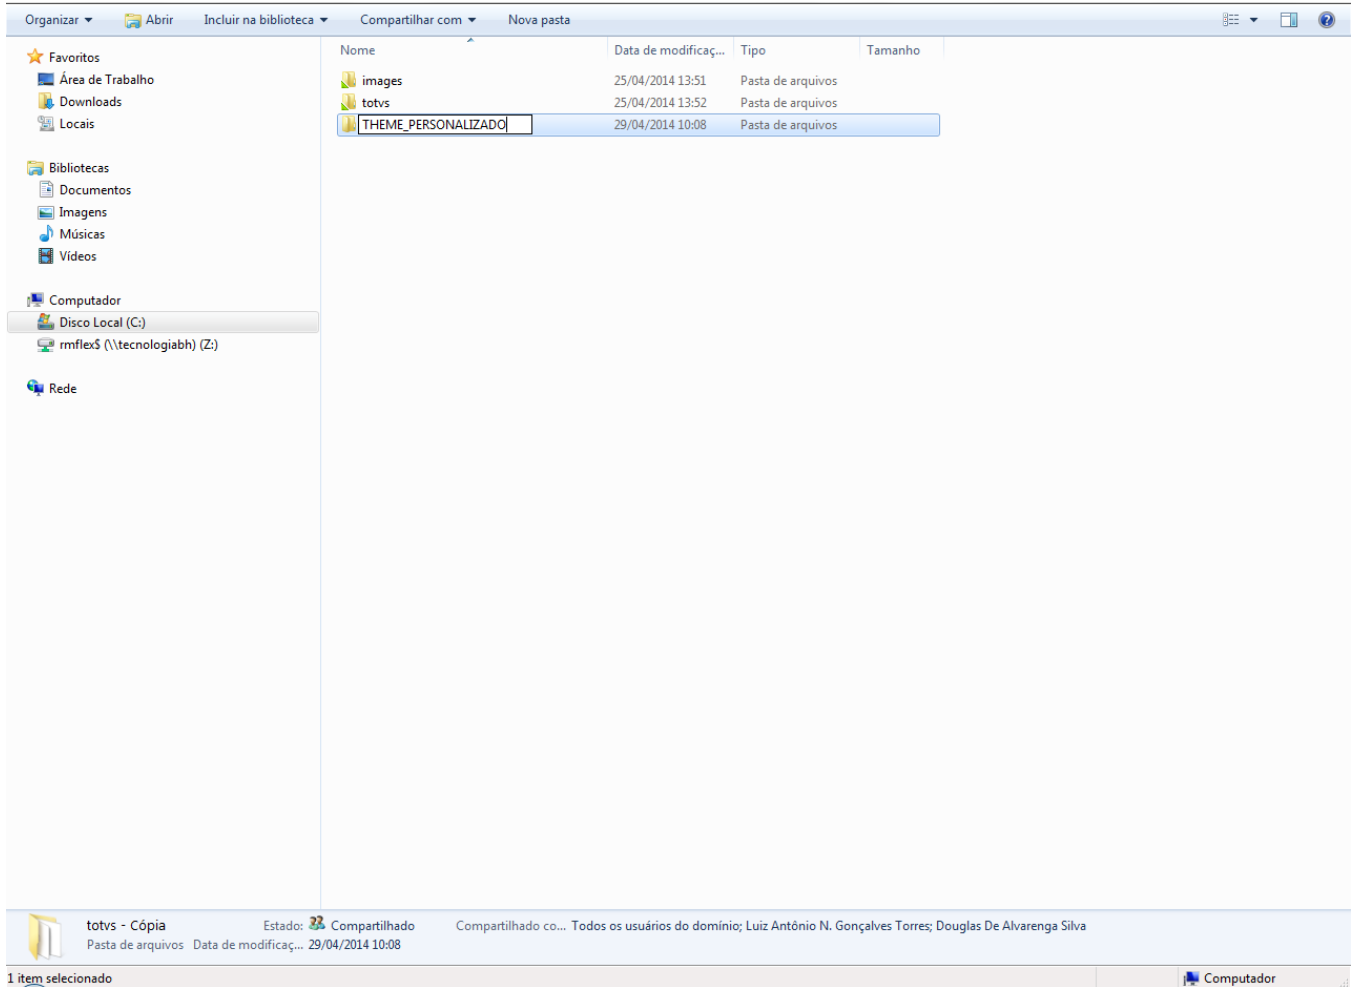 Organizar Abrir Incluir na biblioteca Compartilhar com Nova pasta
Favoritos
Área de Trabalho
Downloads
Locais
Bibliotecas
Documentos
Imagens
Músicas
Vídeos
Computador
Disco Local (C:)
rmflex$ (\\tecnologiabh) (Z:)
Rede
Nome Data de modificaç... Tipo Tamanho
images 25/04/2014 13:51 Pasta de arquivos
totvs 25/04/2014 13:52 Pasta de arquivos
THEME_PERSONALIZADO 29/04/2014 10:08 Pasta de arquivos
totvs - Cópia Estado: Compartilhado Compartilhado co... Todos os usuários do domínio; Luiz Antônio N. Gonçalves Torres; Douglas De Alvarenga Silva
Pasta de arquivos Data de modificaç... 29/04/2014 10:08
1 item selecionado Computador